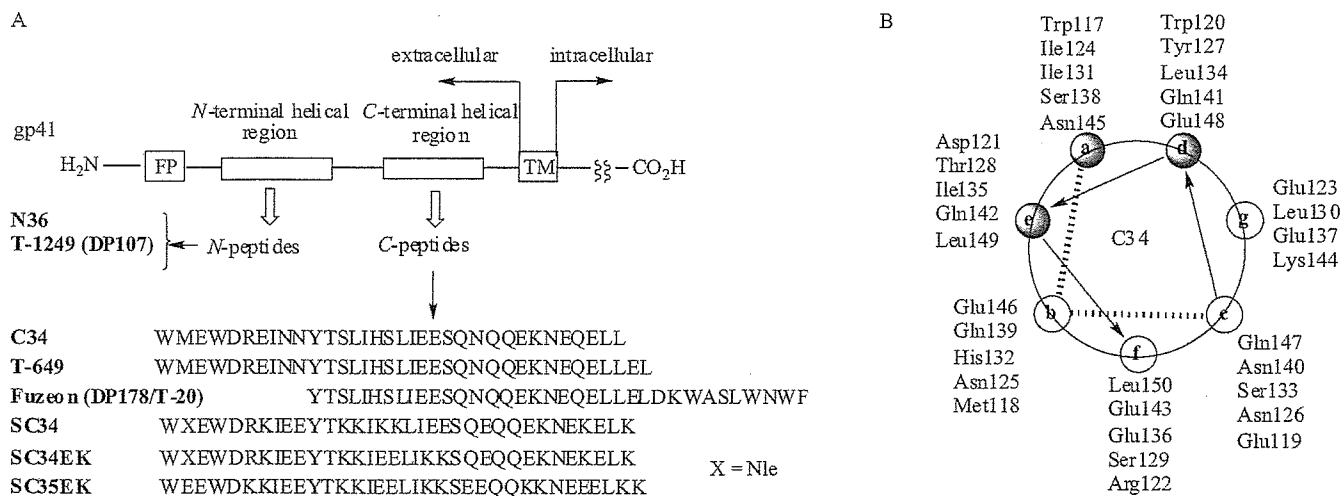 A
extracellular
intracellular
N-terminal helical
region
C-terminal helical
region
gp41
H2N
FP
TM
CO2H
N36
T-1249 (DP107)
N-peptides
C-peptides
C34 WMEWDREINNYTSLIHSLIEESQNQQEKNEQELL
T-649 WMEWDREINNYTSLIHSLIEESQNQQEKNEQELLEL
Fuzeon (DP178/T-20) YTSLIHSLIEESQNQQEKNEQELLELDKWASLWNWF
SC34 WXEWDRKIEEYTKKIKKLIEESQEQQEKNEKELK
SC34EK WXEWDRKIEEYTKKIEELIKKSQEQQEKNEKELK
SC35EK WEEWDKKIEEYTKKIEELIKKSEEQQKKNEEELKK
X = Nle
B
Trp117
Ile124
Ile131
Ser138
Asn145
Trp120
Tyr127
Leu134
Gln141
Glu148
Asp121
Thr128
Ile135
Gln142
Leu149
Glu123
Leu130
Glu137
Lys144
a
d
e
g
C34
b
c
f
Glu146
Gln139
His132
Asn125
Met118
Gln147
Asn140
Ser133
Asn126
Glu119
Leu150
Glu143
Glu136
Ser129
Arg122